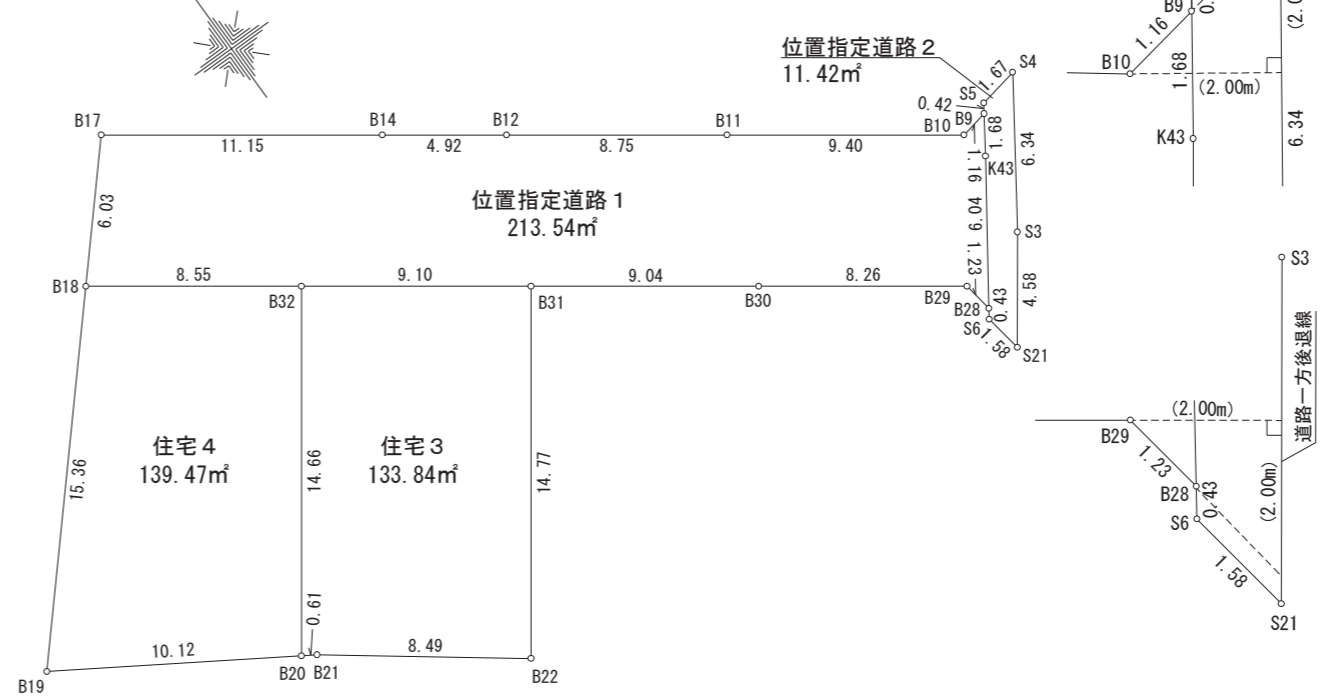 位置指定道路2
11.42㎡
1.67
S4
S5
0.42
B9
B10
1.68
1.16
K43
6.34
S3
4.58
B17
B14
B12
B11
11.15
4.92
8.75
9.40
位置指定道路1
213.54㎡
6.03
6.04
1.23
B18
8.55
B32
9.10
B31
9.04
B30
8.26
B29
B28
0.43
S6
1.58
S21
住宅4
139.47㎡
住宅3
133.84㎡
15.36
14.66
14.77
0.61
10.12
8.49
B19
B20
B21
B22
B9
1.16
B10
1.68
(2.00m)
K43
6.34
S3
道路一方後退線
(2.00m)
B29
1.23
B28
0.43
S6
(2.00m)
1.58
S21